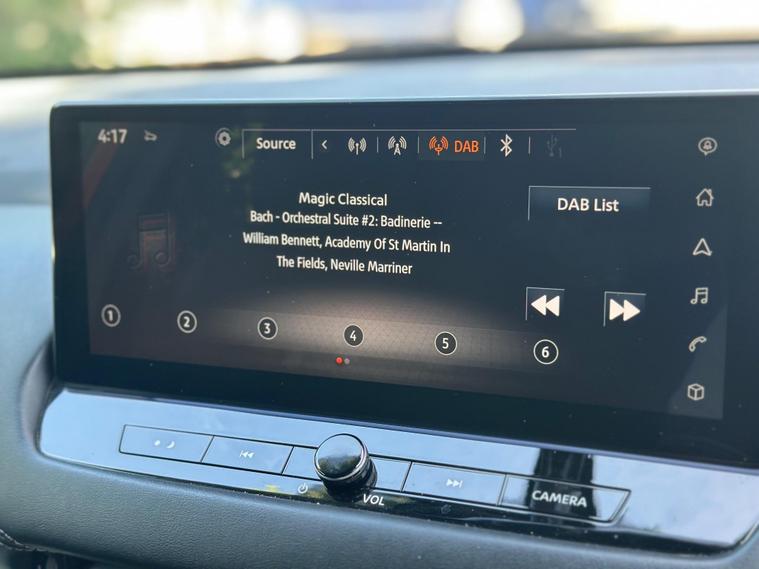 4:17
Source
DAB
Magic Classical
Bach - Orchestral Suite #2: Badinerie --
William Bennett, Academy Of St Martin In
The Fields, Neville Marriner
DAB List
1 2 3 4 5 6
VOL
CAMERA